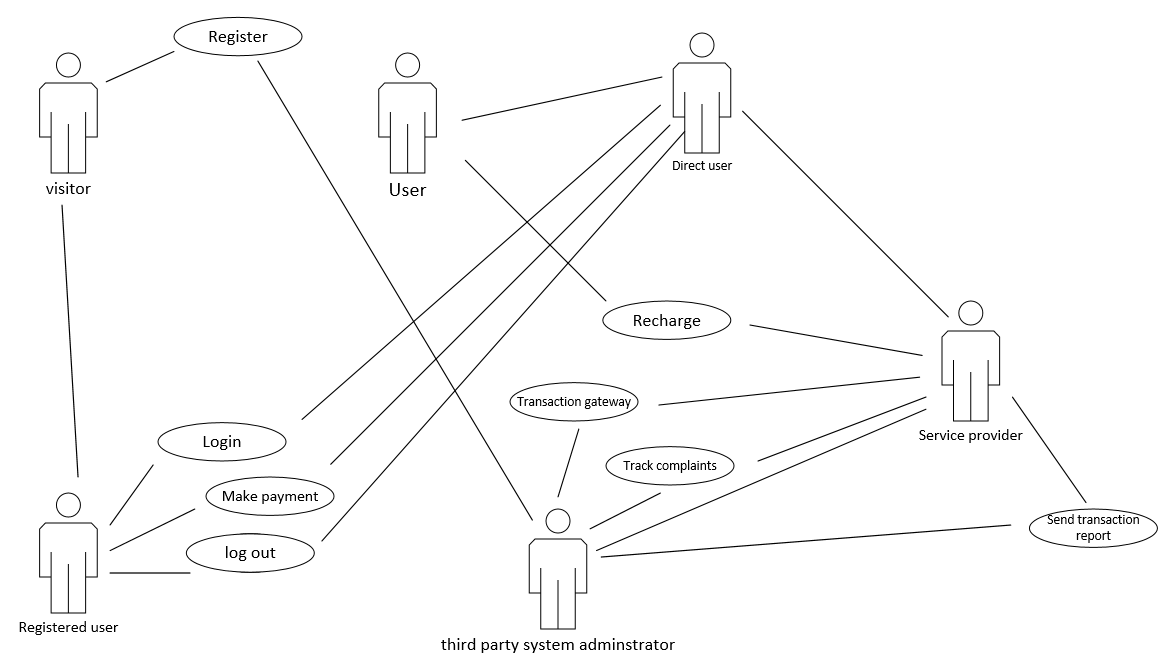 Register
visitor
User
Direct user
Recharge
Transaction gateway
Service provider
Login
Track complaints
Make payment
Send transaction
report
log out
Registered user
third party system adminstrator